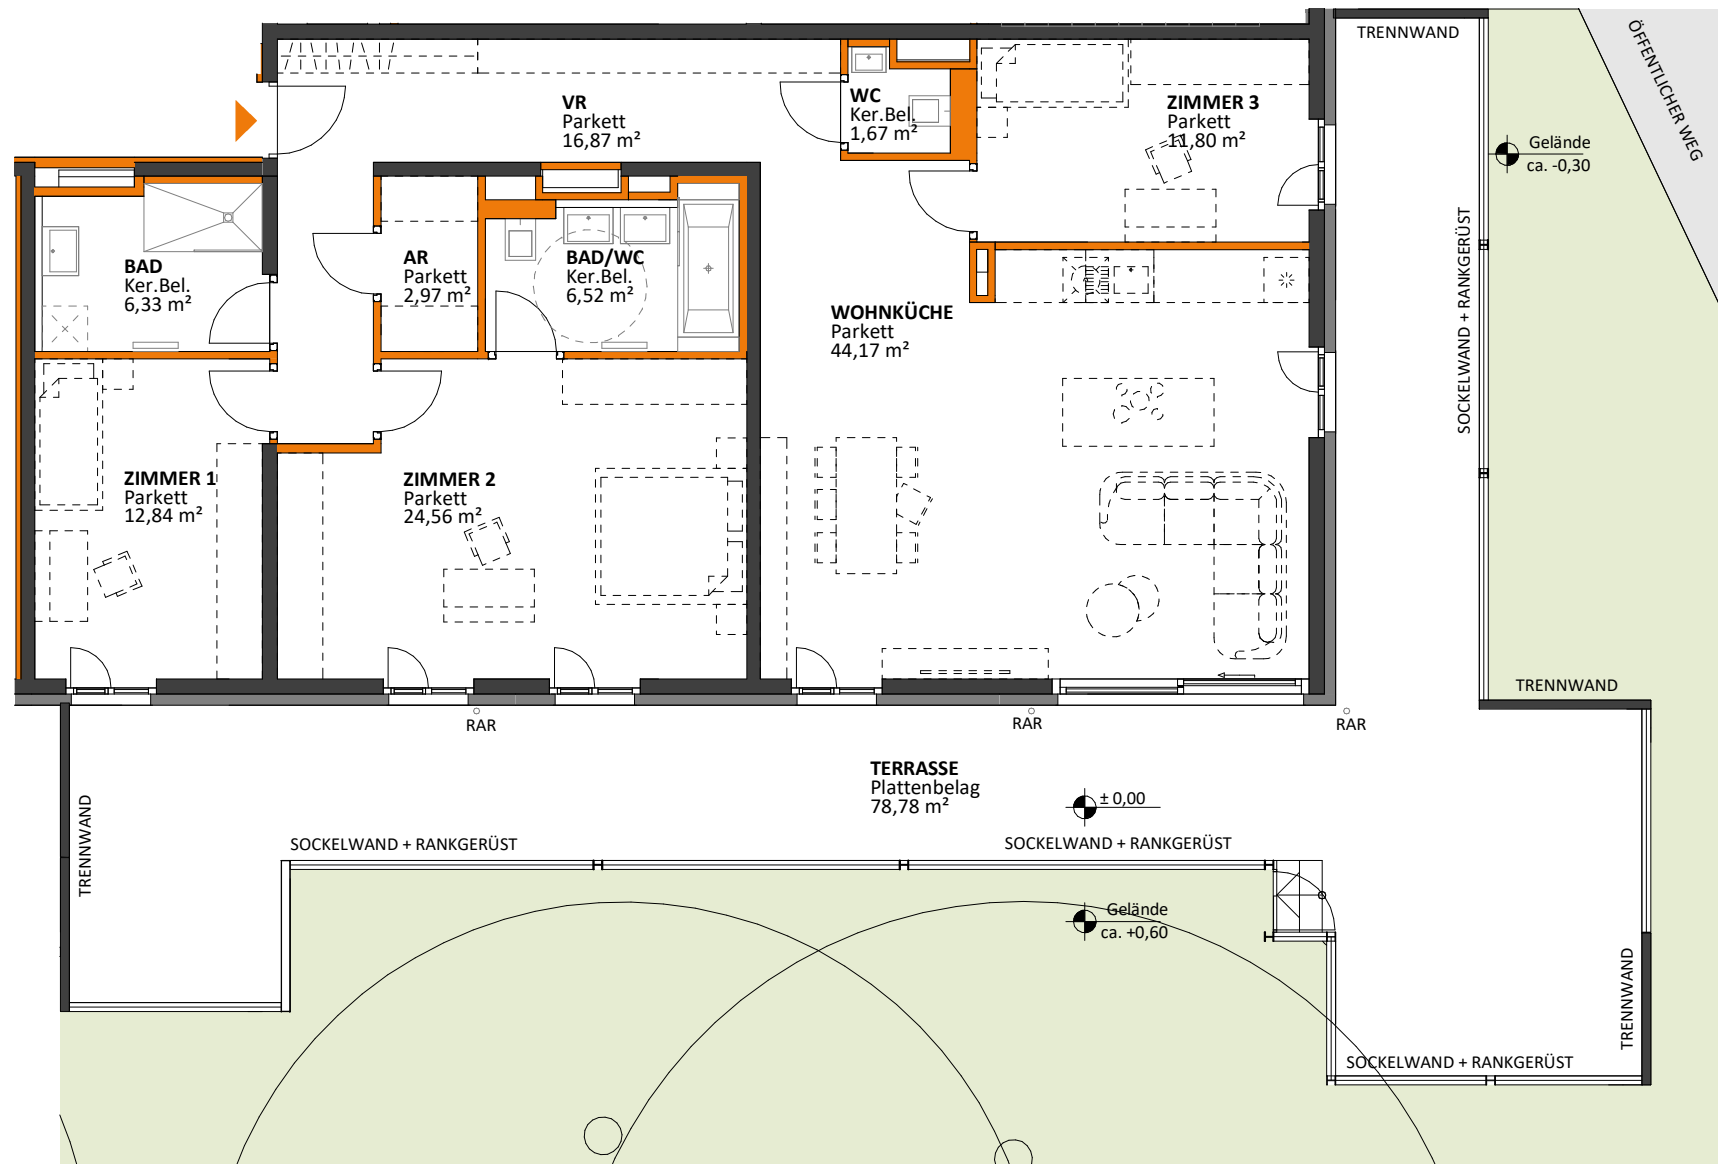 TRENNWAND
ÖFFENTLICHER WEG
VR
Parkett
16,87 m²
WC
Ker.Bel.
1,67 m²
ZIMMER 3
Parkett
11,80 m²
Gelände
ca. -0,30
BAD
Ker.Bel.
6,33 m²
AR
Parkett
2,97 m²
BAD/WC
Ker.Bel.
6,52 m²
WOHNKÜCHE
Parkett
44,17 m²
SOCKELWAND + RANKGERÜST
ZIMMER 1
Parkett
12,84 m²
ZIMMER 2
Parkett
24,56 m²
TRENNWAND
RAR
RAR
RAR
TERRASSE
Plattenbelag
78,78 m²
± 0,00
TRENNWAND
SOCKELWAND + RANKGERÜST
SOCKELWAND + RANKGERÜST
Gelände
ca. +0,60
TRENNWAND
SOCKELWAND + RANKGERÜST